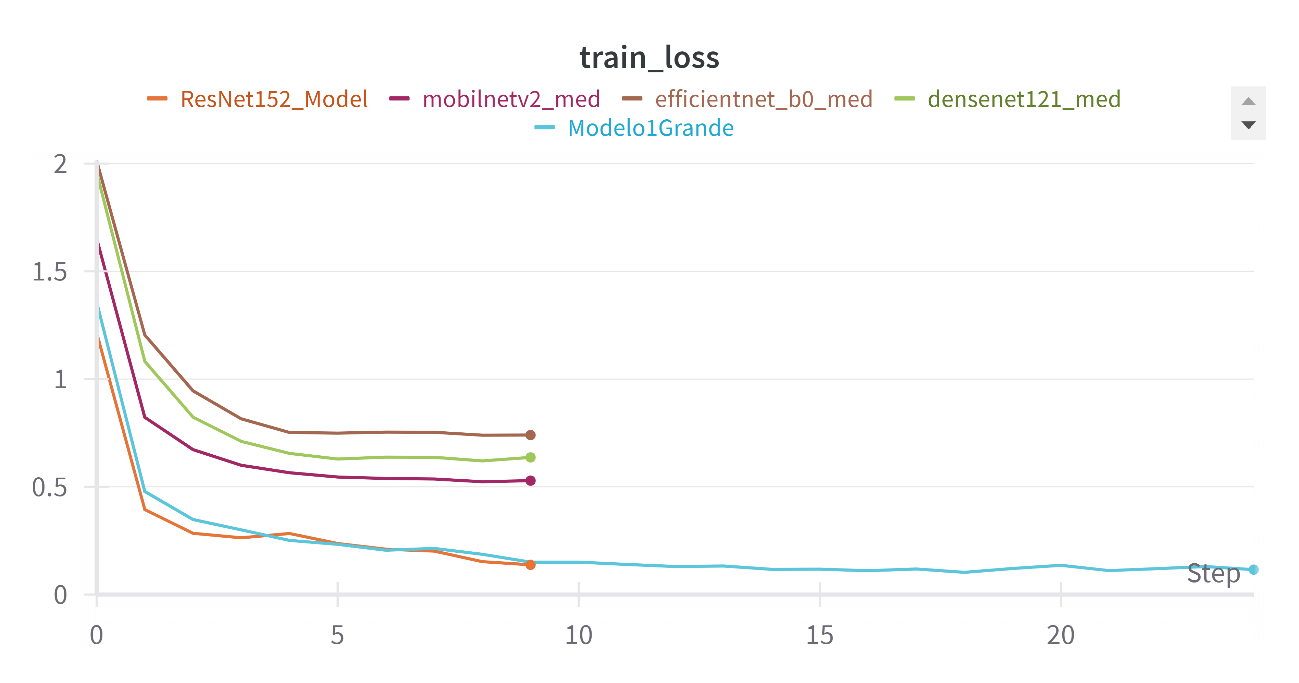 train_loss
ResNet152_Model mobilnetv2_med efficientnet_b0_med densenet121_med
Modelo1Grande
2
1.5
1
0.5
0
Step
0 5 10 15 20